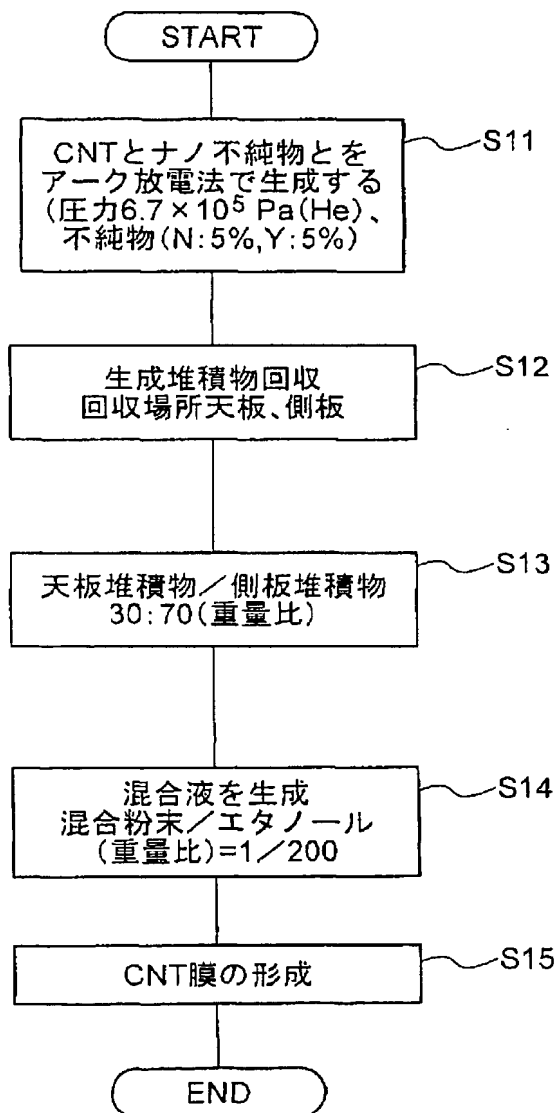 START
CNTとナノ不純物とを
アーク放電法で生成する
(圧力6.7×10⁵ Pa(He)、
不純物(N:5%,Y:5%)
S11
生成堆積物回収
回収場所天板、側板
S12
天板堆積物/側板堆積物
30:70(重量比)
S13
混合液を生成
混合粉末/エタノール
(重量比)=1/200
S14
CNT膜の形成
S15
END